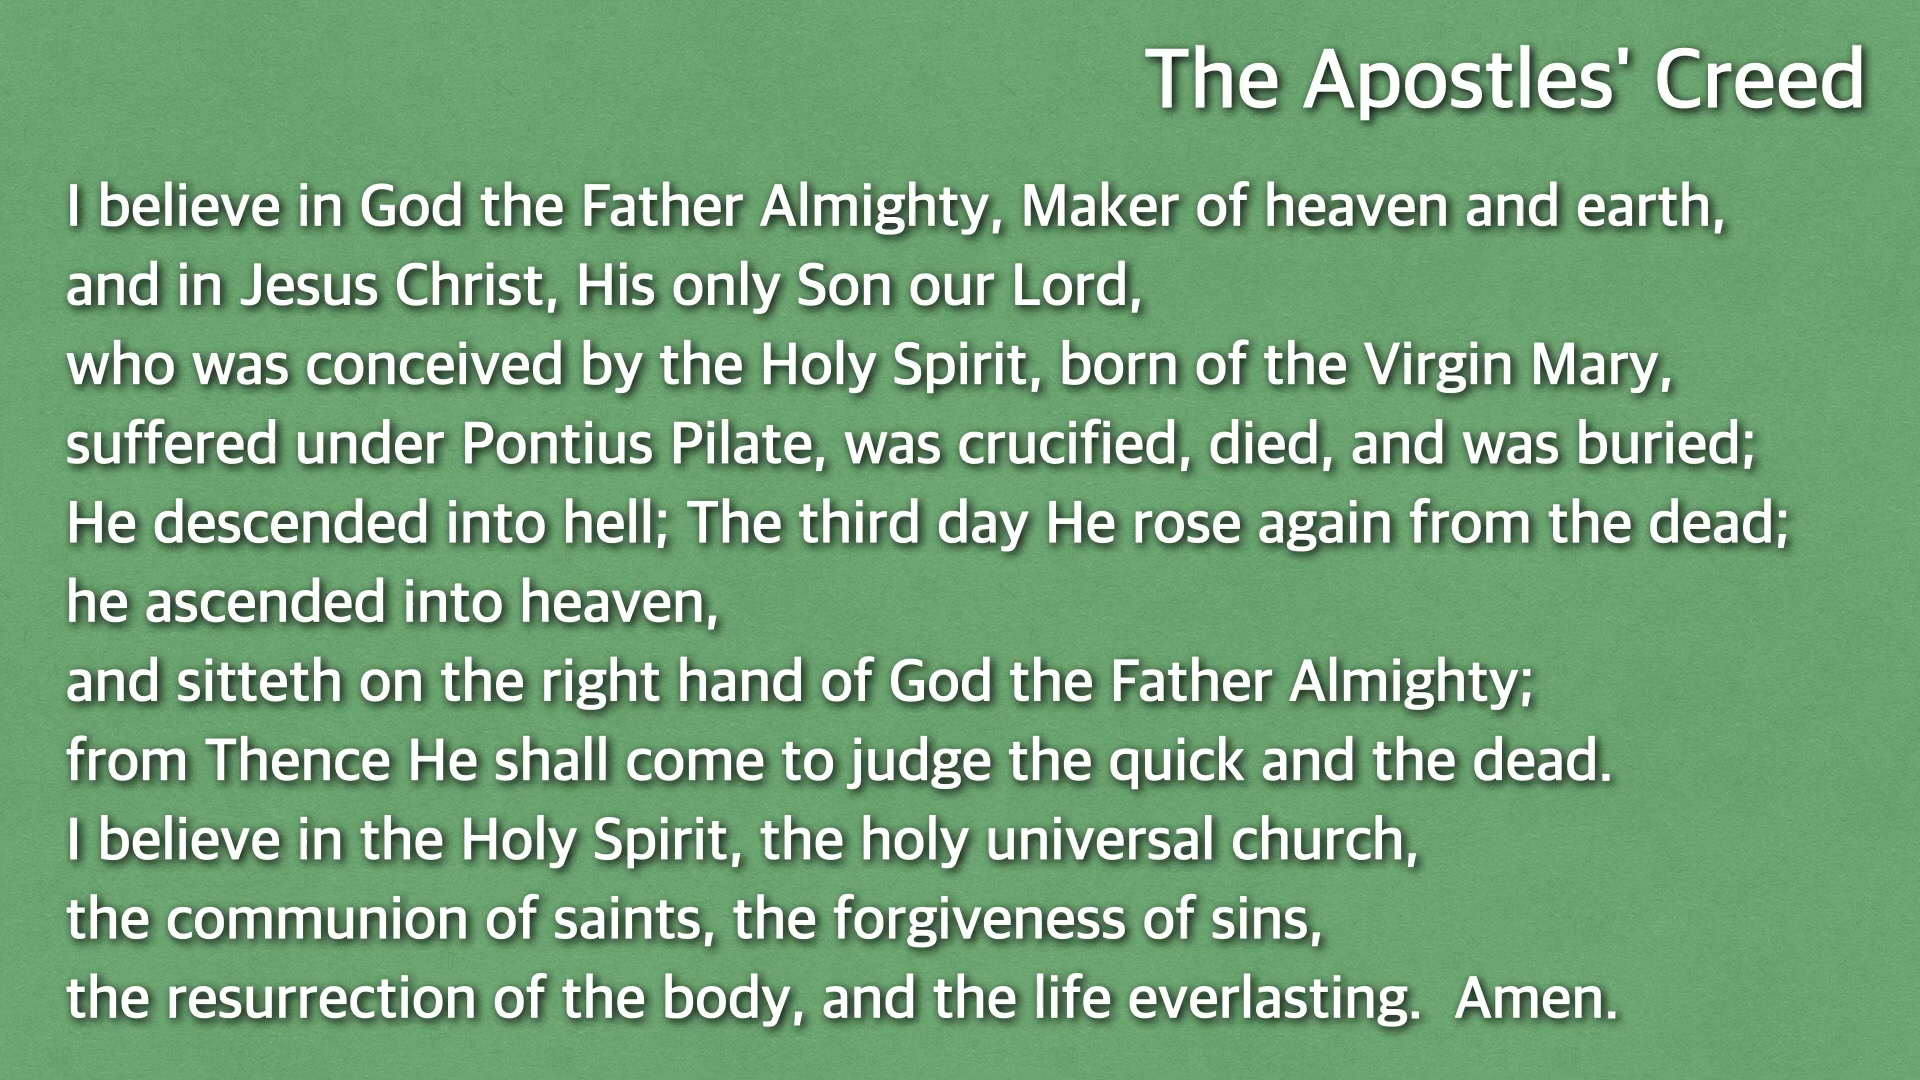 The Apostles' Creed
I believe in God the Father Almighty, Maker of heaven and earth,
and in Jesus Christ, His only Son our Lord,
who was conceived by the Holy Spirit, born of the Virgin Mary,
suffered under Pontius Pilate, was crucified, died, and was buried;
He descended into hell; The third day He rose again from the dead;
he ascended into heaven,
and sitteth on the right hand of God the Father Almighty;
from Thence He shall come to judge the quick and the dead.
I believe in the Holy Spirit, the holy universal church,
the communion of saints, the forgiveness of sins,
the resurrection of the body, and the life everlasting.  Amen.